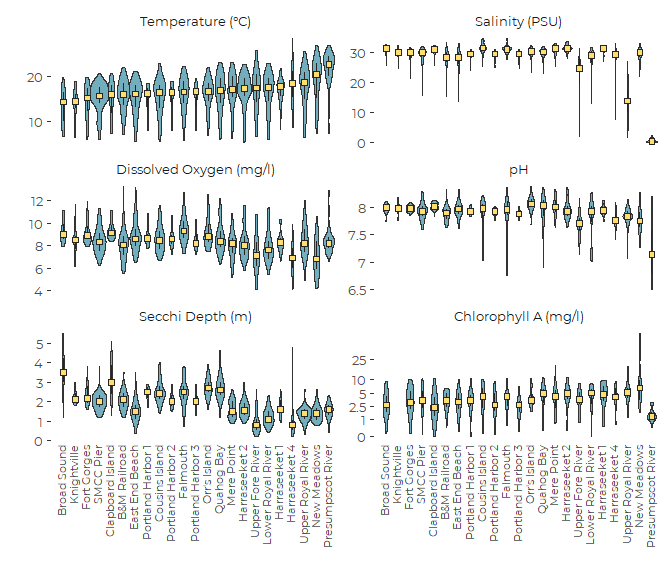 Temperature (°C)
Salinity (PSU)
20
10
30
20
10
0
Dissolved Oxygen (mg/l)
pH
12
10
8
6
4
8
7.5
7
6.5
Secchi Depth (m)
Chlorophyll A (mg/l)
5
4
3
2
1
0
25
10
5
2.5
1
0
Broad Sound
Knightville
Fort Gorges
SMCC Pier
Clapboard Island
B&M Railroad
East End Beach
Portland Harbor 1
Cousins Island
Portland Harbor 2
Falmouth
Portland Harbor 3
Orr's Island
Quahog Bay
Mere Point
Harraseeket 2
Upper Fore River
Lower Royal River
Harraseeket 1
Harraseeket 4
Upper Royal River
New Meadows
Presumpscot River
Broad Sound
Knightville
Fort Gorges
SMCC Pier
Clapboard Island
B&M Railroad
East End Beach
Portland Harbor 1
Cousins Island
Portland Harbor 2
Falmouth
Portland Harbor 3
Orr's Island
Quahog Bay
Mere Point
Harraseeket 2
Upper Fore River
Lower Royal River
Harraseeket 1
Harraseeket 4
Upper Royal River
New Meadows
Presumpscot River